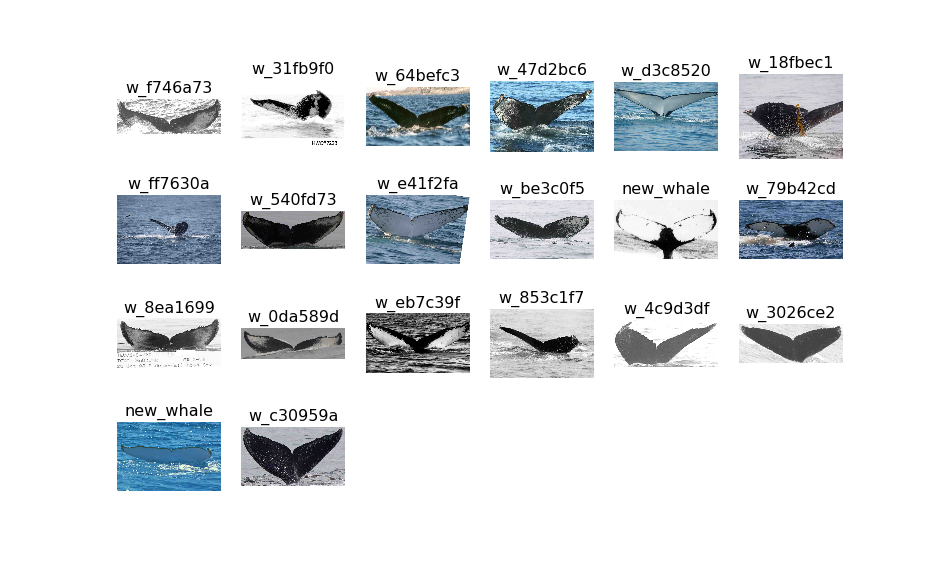 w_f746a73
w_31fb9f0
w_64befc3
w_47d2bc6
w_d3c8520
w_18fbec1
w_ff7630a
w_540fd73
w_e41f2fa
w_be3c0f5
new_whale
w_79b42cd
w_8ea1699
w_0da589d
w_eb7c39f
w_853c1f7
w_4c9d3df
w_3026ce2
new_whale
w_c30959a